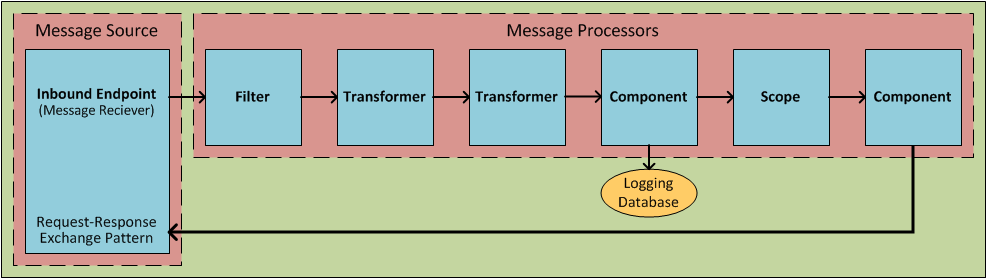 Message Source
Message Processors
Inbound Endpoint
(Message Reciever)
Filter
Transformer
Transformer
Component
Scope
Component
Logging
Database
Request-Response
Exchange Pattern